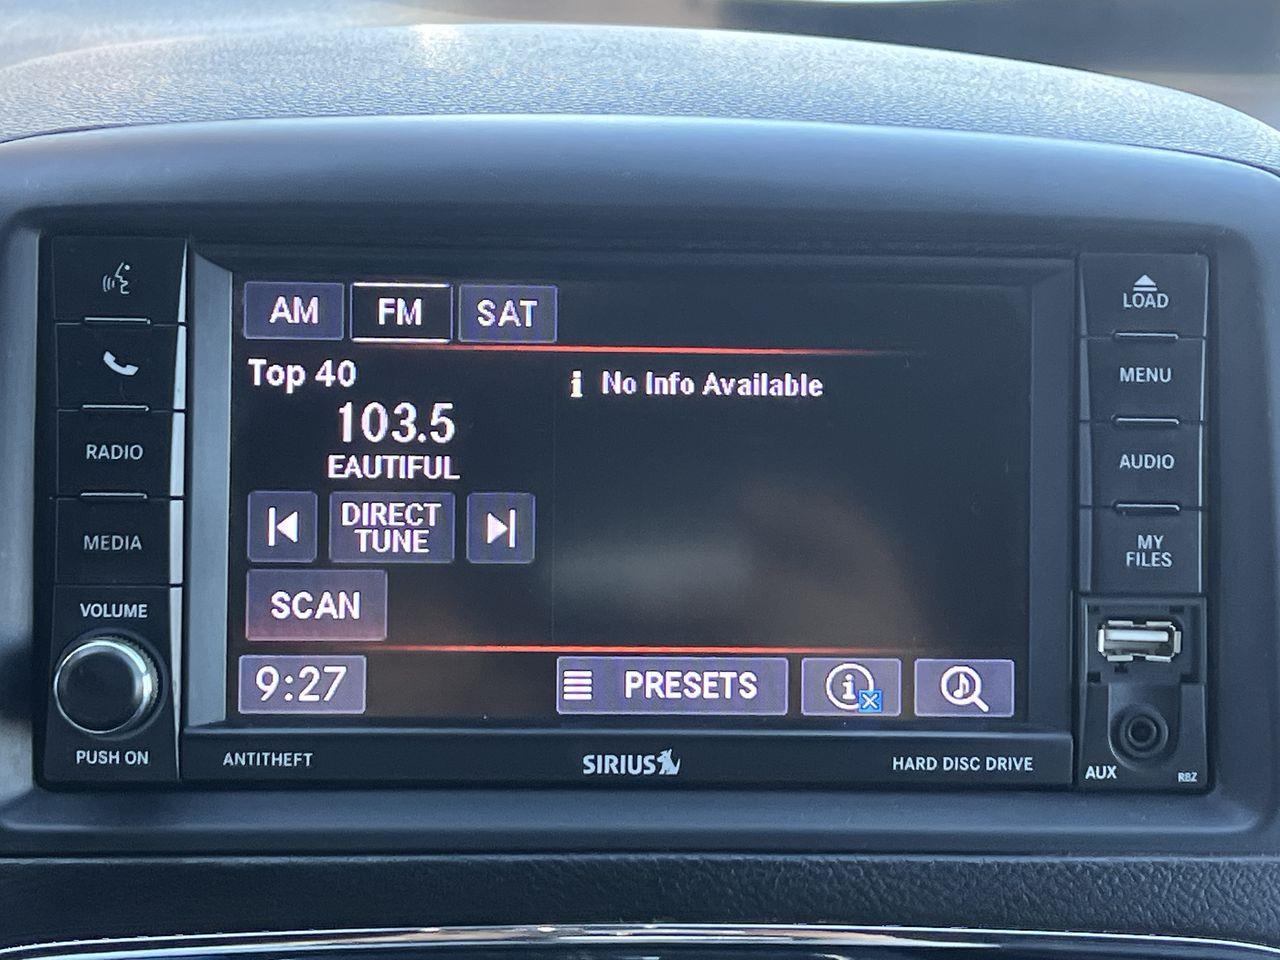 AM FM SAT
Top 40
i No Info Available
103.5
EAUTIFUL
DIRECT
TUNE
SCAN
9:27
PRESETS
i
RADIO
MEDIA
VOLUME
PUSH ON
LOAD
MENU
AUDIO
MY
FILES
ANTITHEFT
SIRIUS
HARD DISC DRIVE
AUX
RBZ